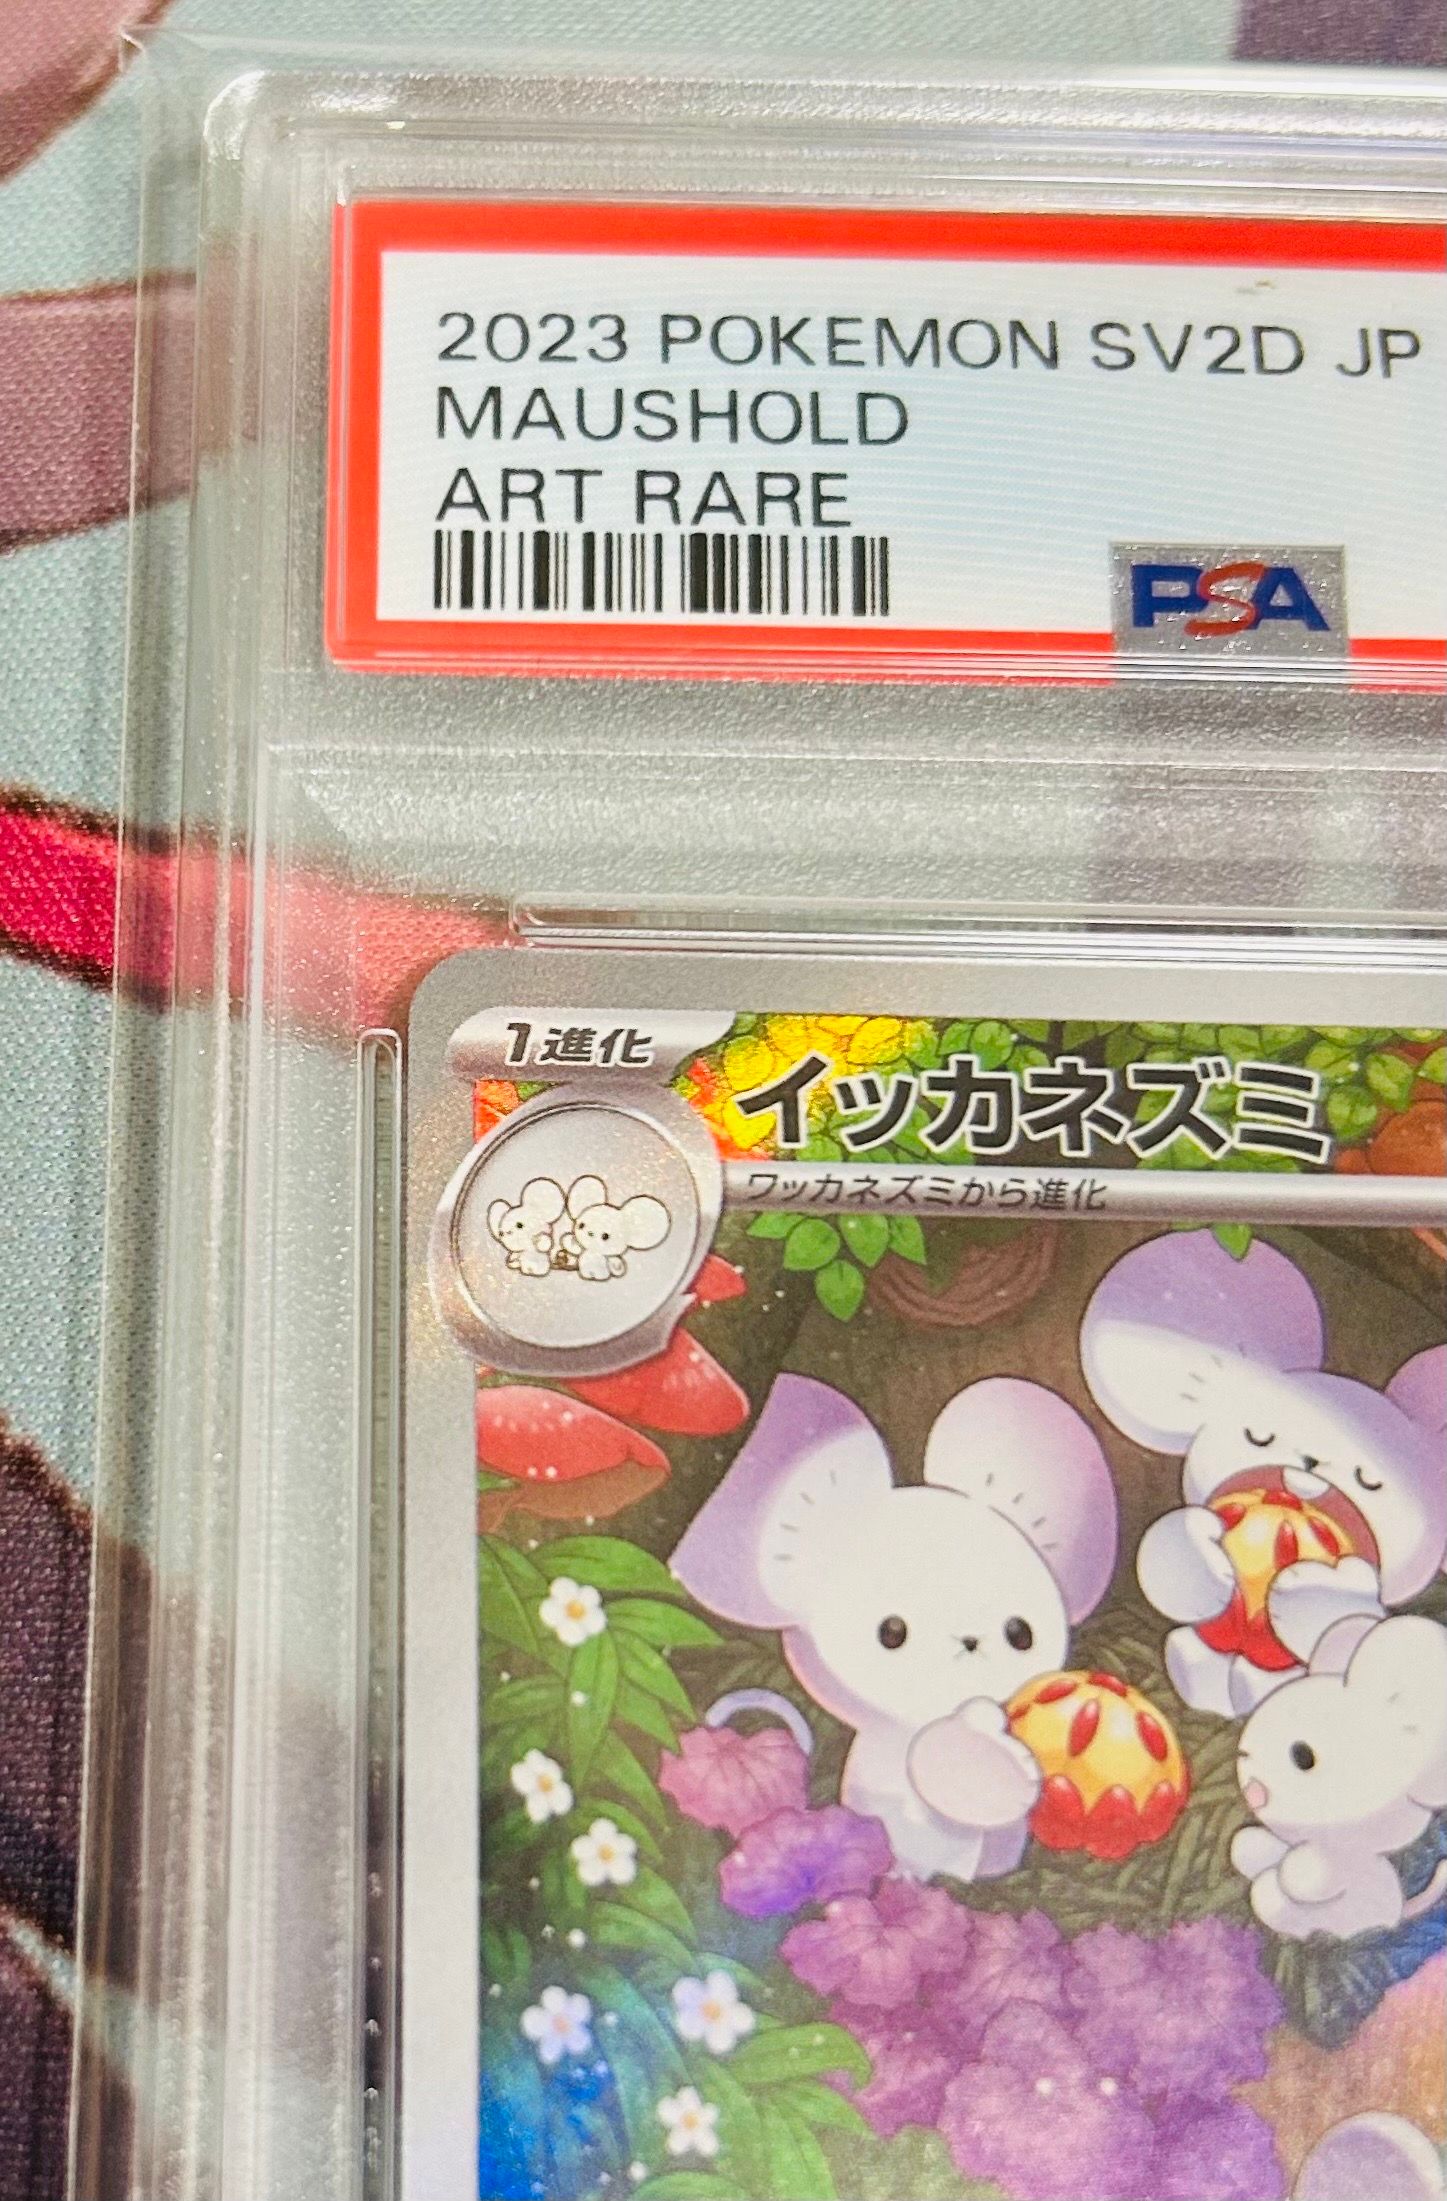 2023 POKEMON SV2D JP
MAUSHOLD
ART RARE
PSA
1進化
イッカネズミ
ワッカネズミから進化